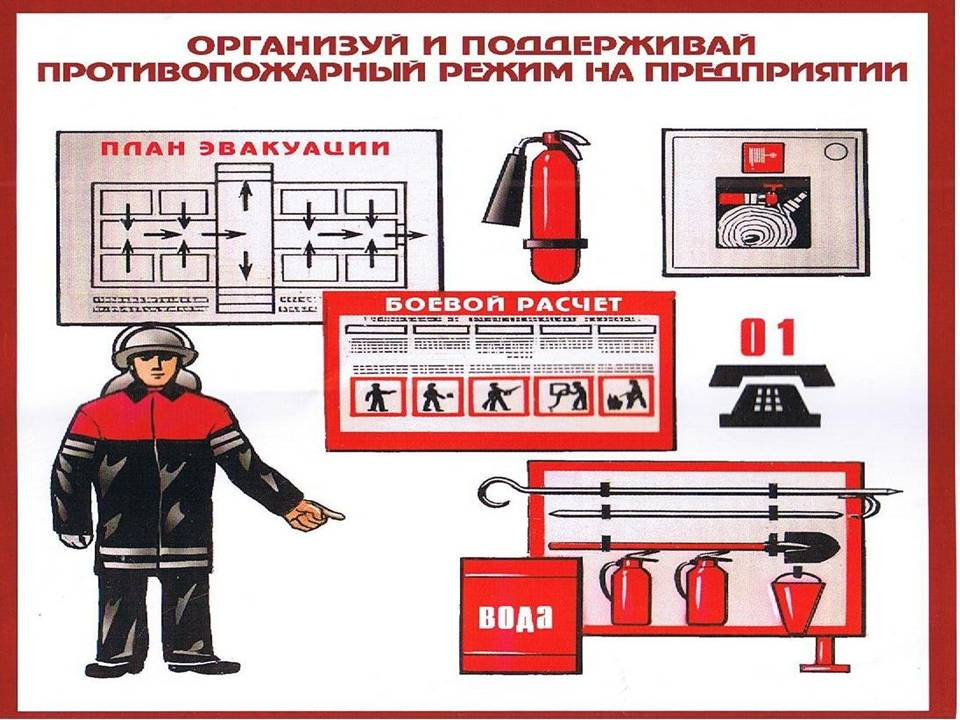 ОРГАНИЗУЙ И ПОДДЕРЖИВАЙ
ПРОТИВОПОЖАРНЫЙ РЕЖИМ НА ПРЕДПРИЯТИИ
ПЛАН ЭВАКУАЦИИ
БОЕВОЙ РАСЧЕТ
01
ВОДа